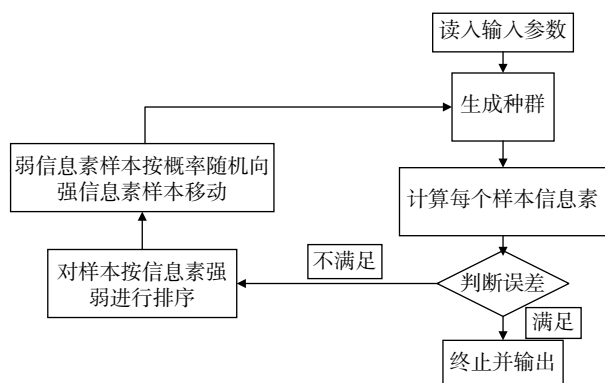 读入输入参数
生成种群
弱信息素样本按概率随机向
强信息素样本移动
计算每个样本信息素
不满足
对样本按信息素强
弱进行排序
判断误差
满足
终止并输出